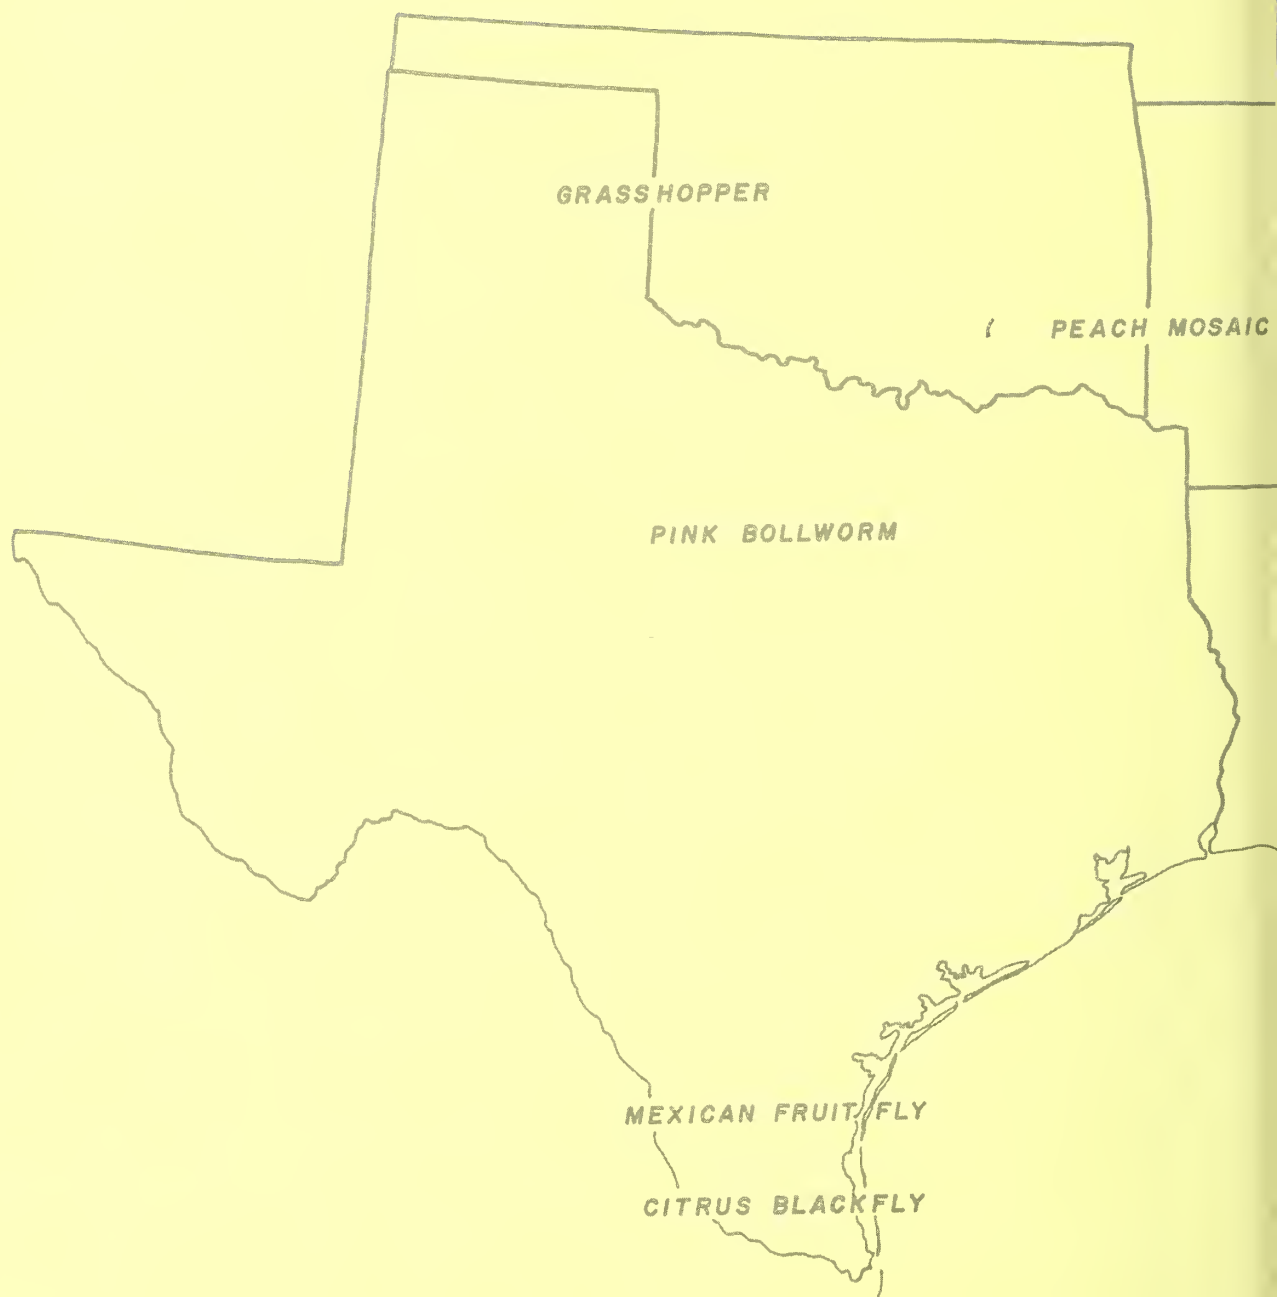 GRASSHOPPER
PEACH MOSAIC
PINK BOLLWORM
MEXICAN FRUIT FLY
CITRUS BLACKFLY